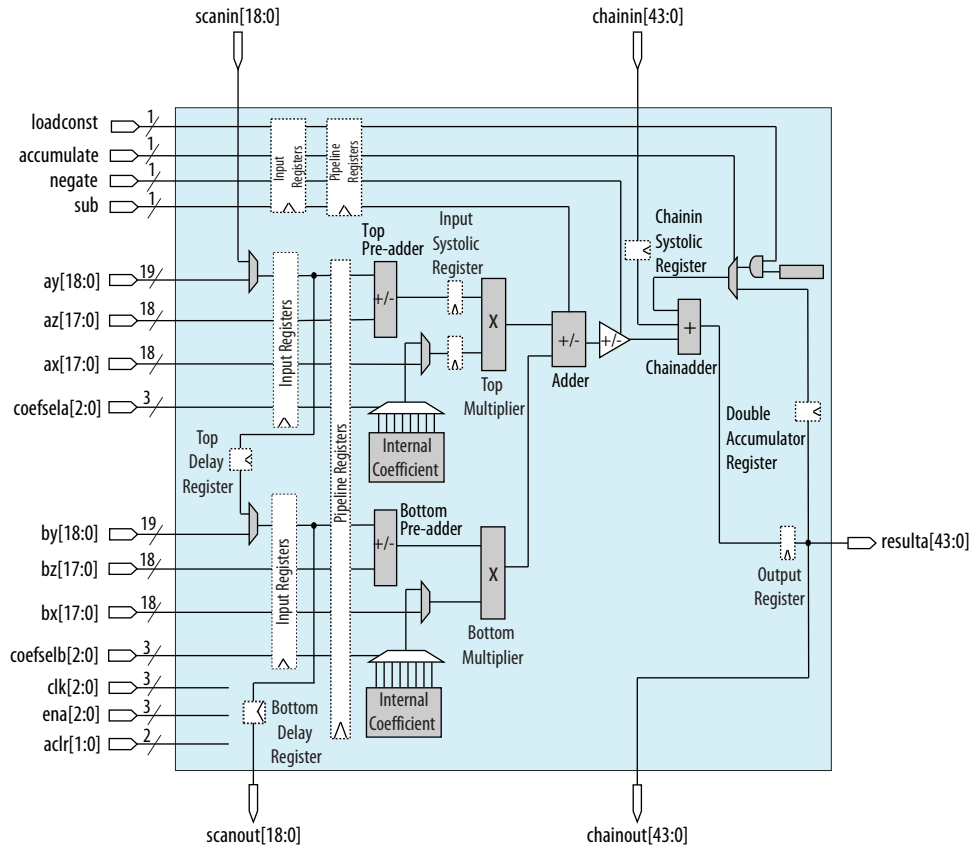 scanin[18:0]
chainin[43:0]
loadconst
1
accumulate
1
negate
1
sub
1
Input
Registers
Pipeline
Registers
Top
Pre-adder
Input
Systolic
Register
Chainin
Systolic
Register
ay[18:0]
19
az[17:0]
18
ax[17:0]
18
coefsela[2:0]
3
Input Registers
+/-
X
+/-
+/-
+
Adder
Chainadder
Top
Multiplier
Internal
Coefficient
Double
Accumulator
Register
Top
Delay
Register
Pipeline Registers
Bottom
Pre-adder
by[18:0]
19
bz[17:0]
18
bx[17:0]
18
coefselb[2:0]
3
Input Registers
+/-
X
Bottom
Multiplier
Internal
Coefficient
Output
Register
resulta[43:0]
clk[2:0]
3
ena[2:0]
3
aclr[1:0]
2
Bottom
Delay
Register
scanout[18:0]
chainout[43:0]